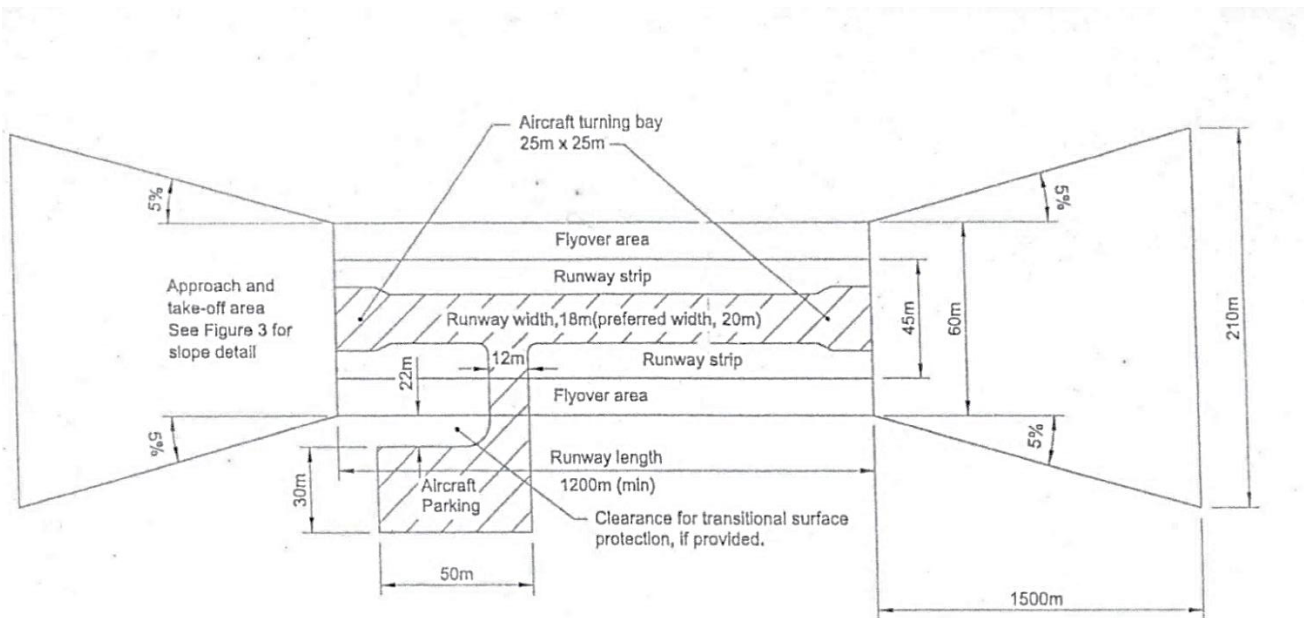 Aircraft turning bay
25m x 25m
5%
5%
Flyover area
Runway strip
Approach and
take-off area
See Figure 3 for
slope detail
Runway width,18m(preferred width, 20m)
45m
60m
210m
12m
Runway strip
22m
Flyover area
5%
5%
Runway length
1200m (min)
30m
Aircraft
Parking
Clearance for transitional surface
protection, if provided.
50m
1500m